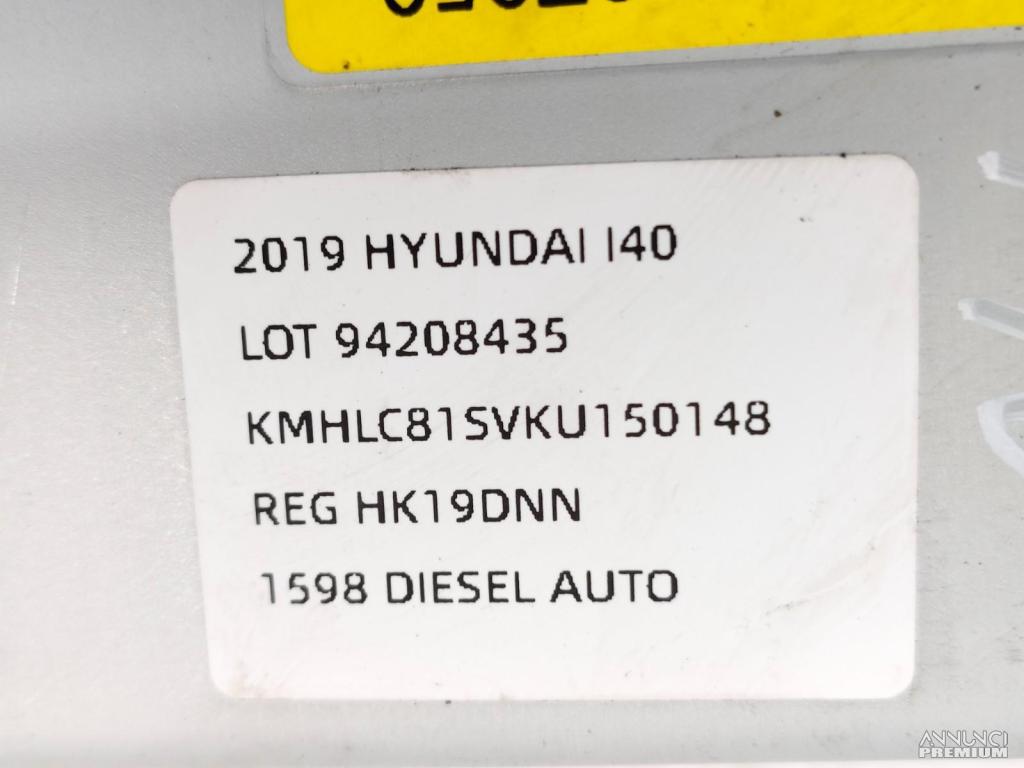 2019 HYUNDAI I40
LOT 94208435
KMHLC81SVKU150148
REG HK19DNN
1598 DIESEL AUTO
ANNUNCI
PREMIUM